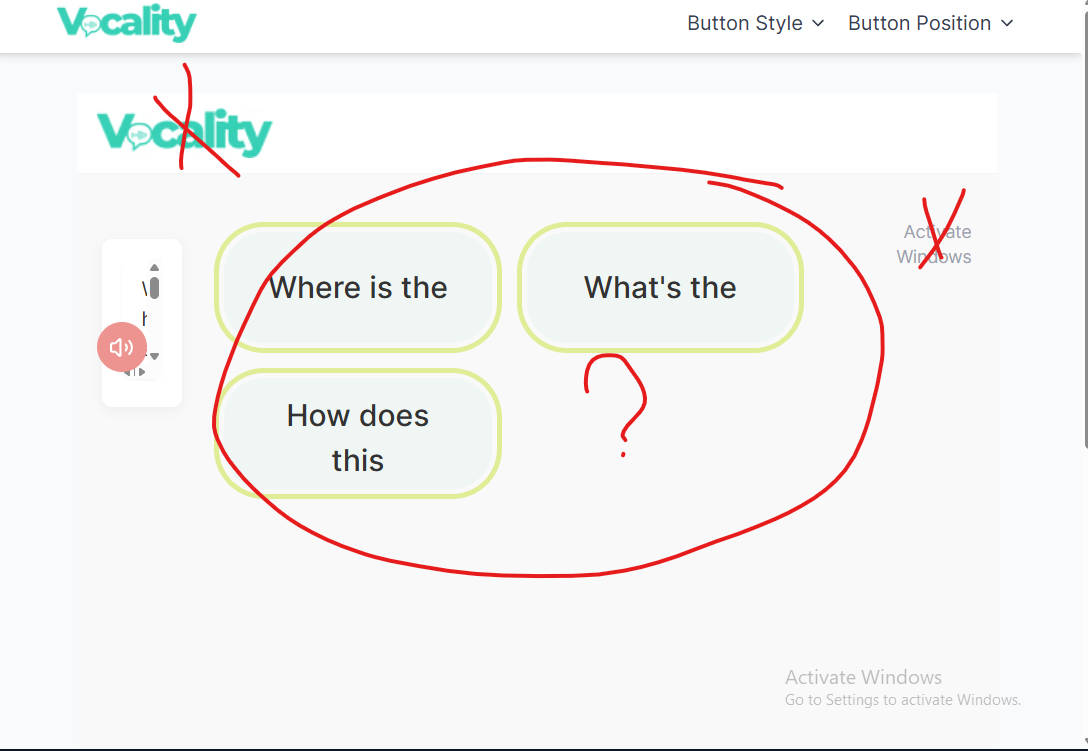 Vocality
Button Style
Button Position
Vocality
Activate
Windows
Where is the
What's the
How does
this
?
Activate Windows
Go to Settings to activate Windows.